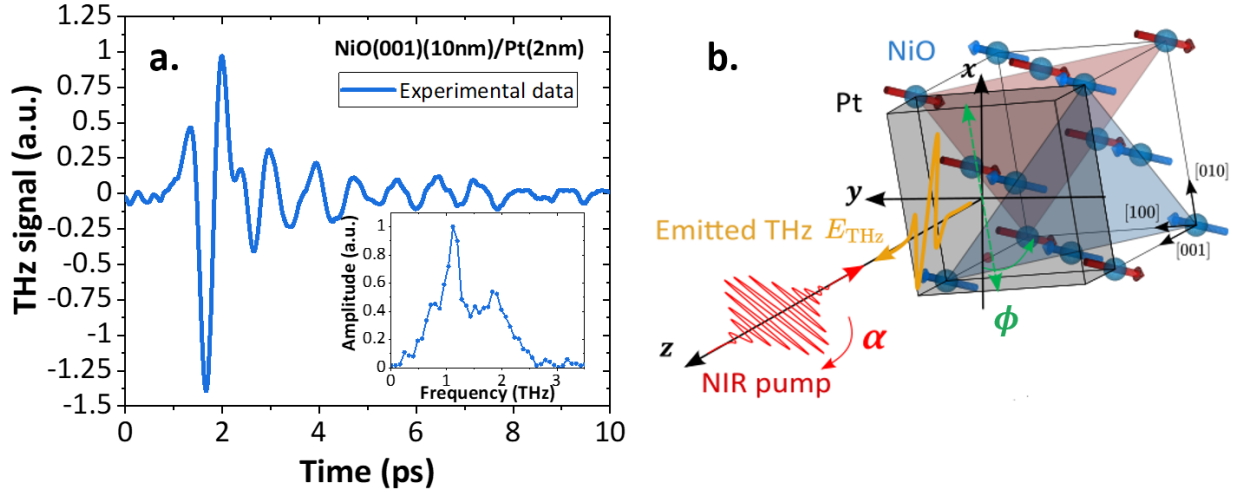 a.
NiO(001)(10nm)/Pt(2nm)
Experimental data
THz signal (a.u.)
1.25
1
0.75
0.50
0.25
0
-0.25
-0.5
-0.75
-1
-1.25
-1.5
0 2 4 6 8 10
Time (ps)
Amplitude (a.u.)
1
0.8
0.6
0.4
0.2
0
0 1 2 3
Frequency (THz)
b.
NiO
Pt
x
y
z
[010]
[100]
[001]
Emitted THz E_THz
ϕ
α
NIR pump